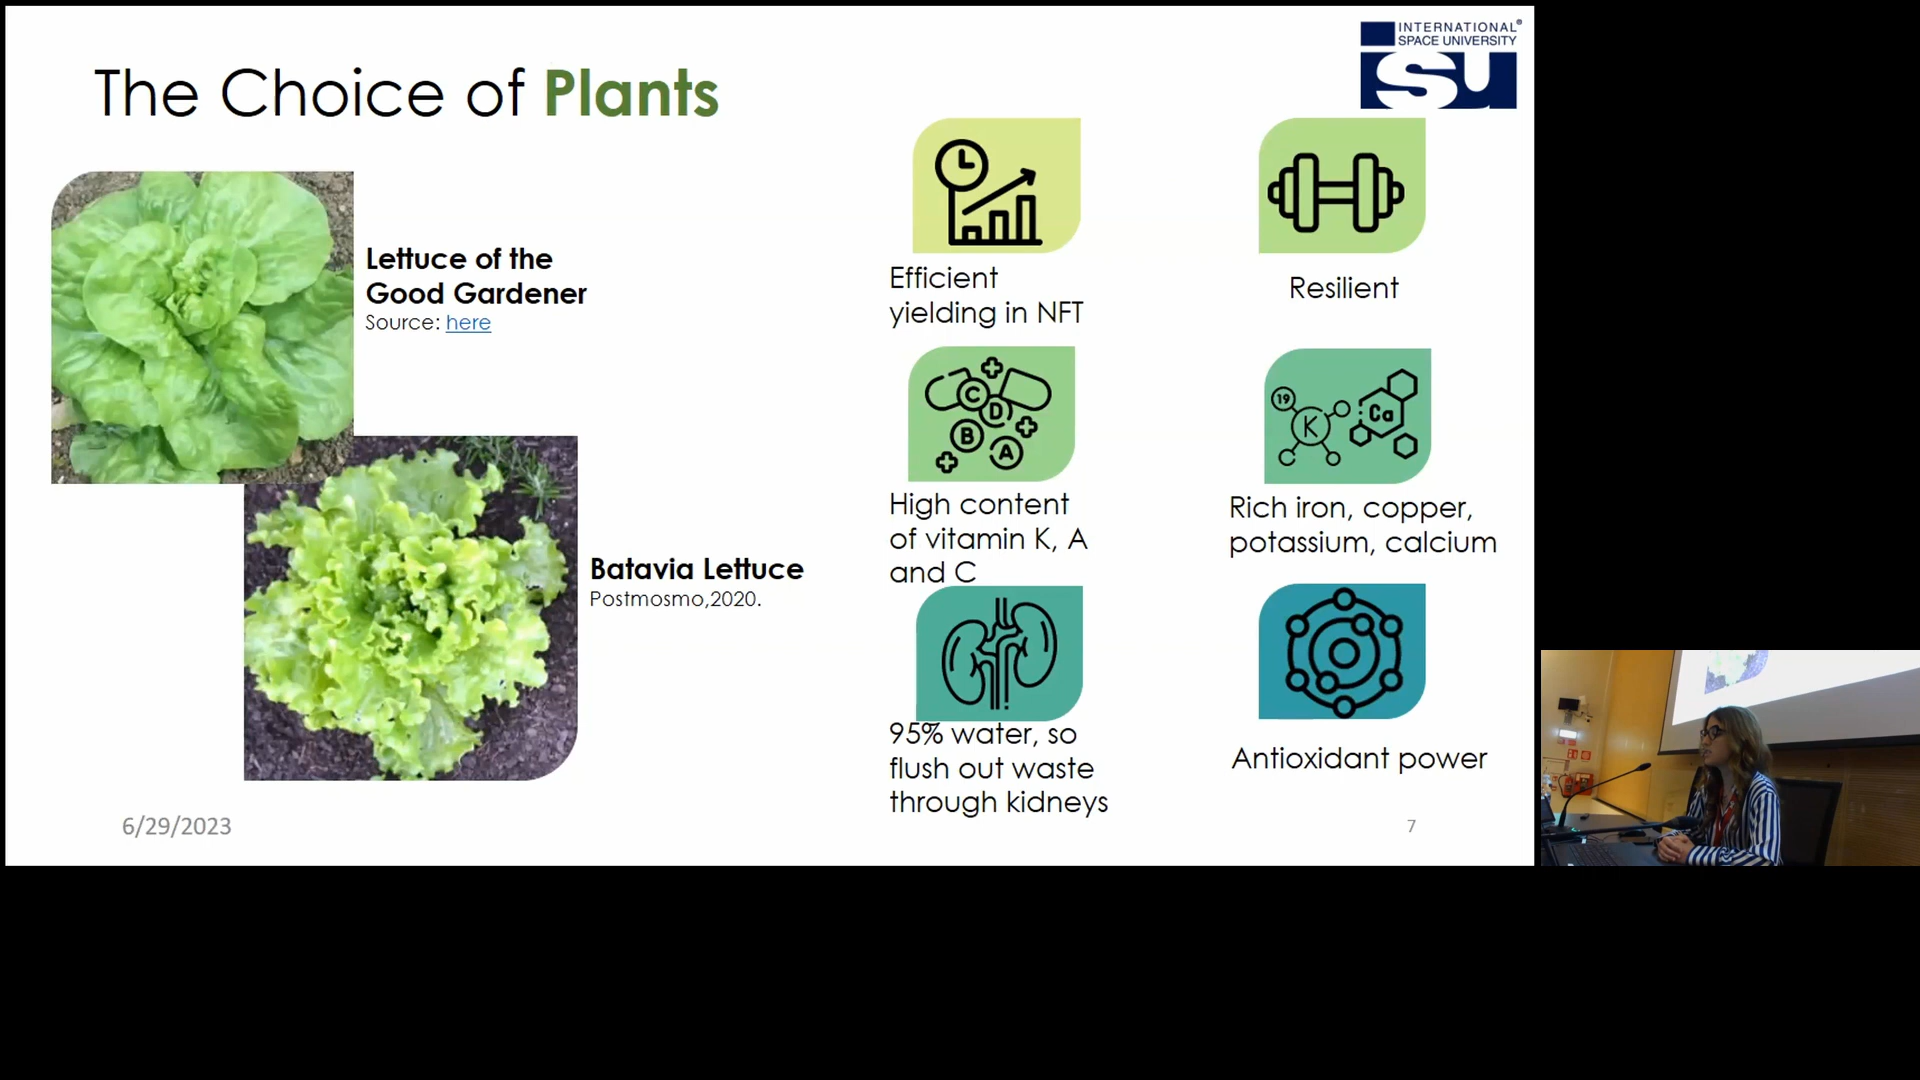 INTERNATIONAL®
SPACE UNIVERSITY
isu
The Choice of Plants
Lettuce of the
Good Gardener
Source: here
Batavia Lettuce
Postmosmo,2020.
Efficient
yielding in NFT
Resilient
C
D
B
A
High content
of vitamin K, A
and C
19
K
Ca
Rich iron, copper,
potassium, calcium
95% water, so
flush out waste
through kidneys
Antioxidant power
6/29/2023
7